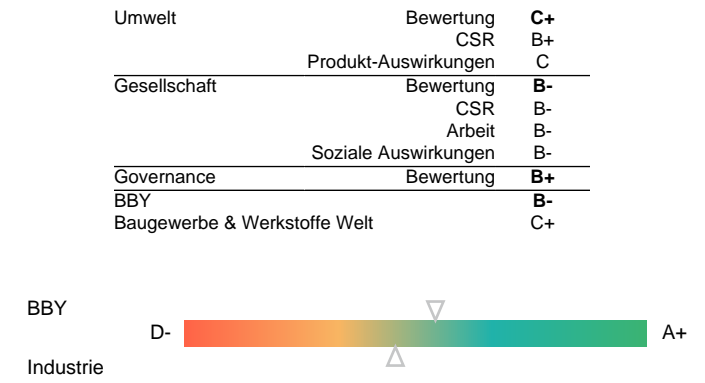 Umwelt Bewertung C+
CSR B+
Produkt-Auswirkungen C
Gesellschaft Bewertung B-
CSR B-
Arbeit B-
Soziale Auswirkungen B-
Governance Bewertung B+
BBY B-
Baugewerbe & Werkstoffe Welt C+
BBY
D- A+
Industrie